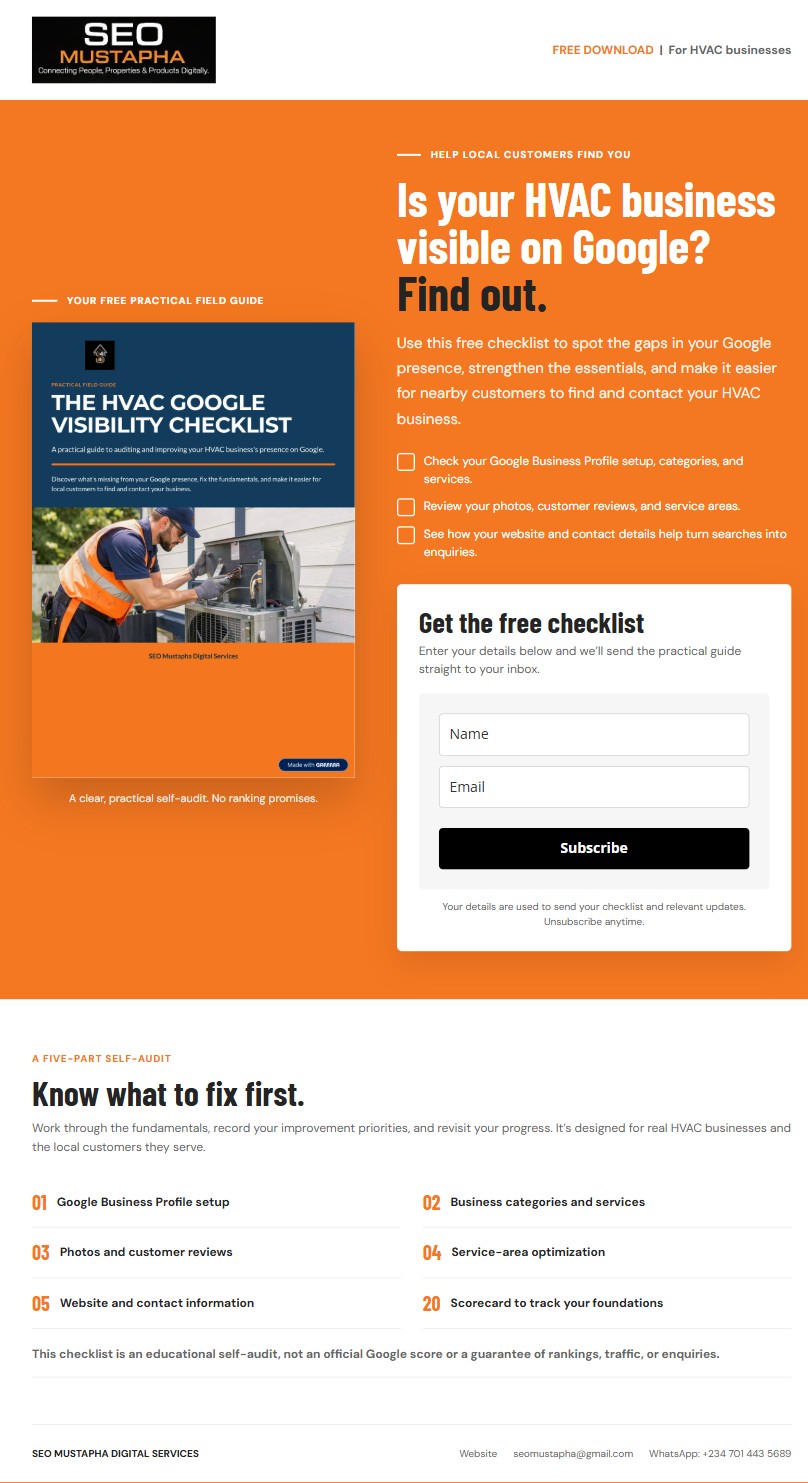 SEO
MUSTAPHA
Connecting People, Properties & Products Digitally.
FREE DOWNLOAD | For HVAC businesses
YOUR FREE PRACTICAL FIELD GUIDE
PRACTICAL FIELD GUIDE
THE HVAC GOOGLE
VISIBILITY CHECKLIST
A practical guide to auditing and improving your HVAC business's presence on Google.
Discover what's missing from your Google presence, fix the fundamentals, and make it easier for
local customers to find and contact your business.
SEO Mustapha Digital Services
Made with GAMMA
A clear, practical self-audit. No ranking promises.
HELP LOCAL CUSTOMERS FIND YOU
Is your HVAC business
visible on Google?
Find out.
Use this free checklist to spot the gaps in your Google
presence, strengthen the essentials, and make it easier
for nearby customers to find and contact your HVAC
business.
Check your Google Business Profile setup, categories, and
services.
Review your photos, customer reviews, and service areas.
See how your website and contact details help turn searches into
enquiries.
Get the free checklist
Enter your details below and we'll send the practical guide
straight to your inbox.
Name
Email
Subscribe
Your details are used to send your checklist and relevant updates.
Unsubscribe anytime.
A FIVE-PART SELF-AUDIT
Know what to fix first.
Work through the fundamentals, record your improvement priorities, and revisit your progress. It's designed for real HVAC businesses and
the local customers they serve.
01 Google Business Profile setup
02 Business categories and services
03 Photos and customer reviews
04 Service-area optimization
05 Website and contact information
20 Scorecard to track your foundations
This checklist is an educational self-audit, not an official Google score or a guarantee of rankings, traffic, or enquiries.
SEO MUSTAPHA DIGITAL SERVICES
Website seomustapha@gmail.com WhatsApp: +234 701 443 5689